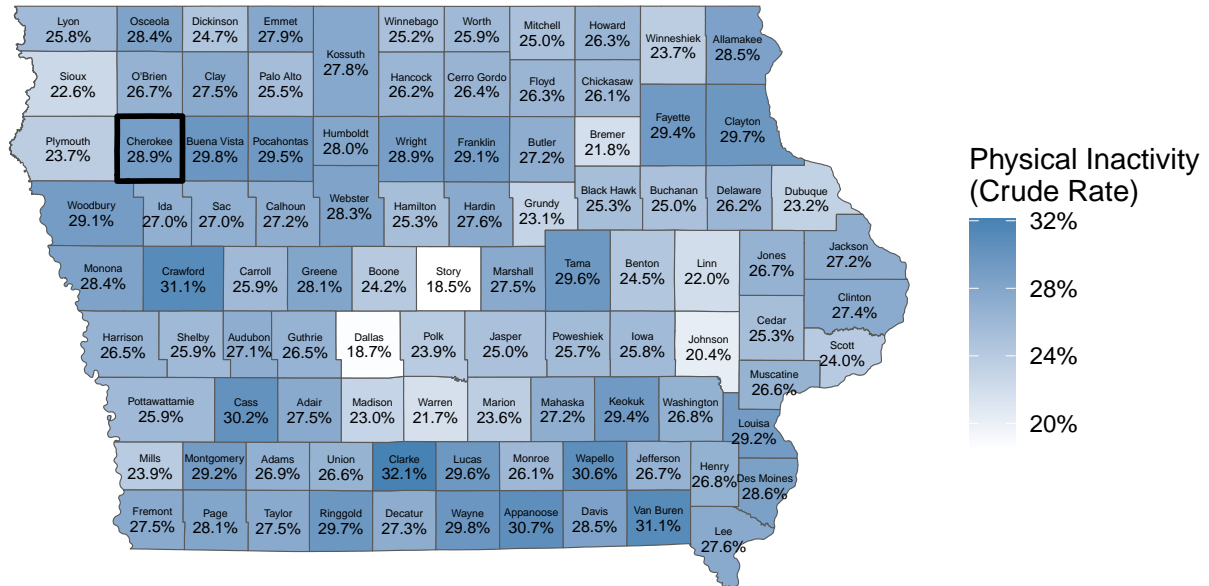 Lyon
25.8%
Osceola
28.4%
Dickinson
24.7%
Emmet
27.9%
Kossuth
27.8%
Winnebago
25.2%
Worth
25.9%
Mitchell
25.0%
Howard
26.3%
Winneshiek
23.7%
Allamakee
28.5%
Sioux
22.6%
O'Brien
26.7%
Clay
27.5%
Palo Alto
25.5%
Hancock
26.2%
Cerro Gordo
26.4%
Floyd
26.3%
Chickasaw
26.1%
Plymouth
23.7%
Cherokee
28.9%
Buena Vista
29.8%
Pocahontas
29.5%
Humboldt
28.0%
Wright
28.9%
Franklin
29.1%
Butler
27.2%
Bremer
21.8%
Fayette
29.4%
Clayton
29.7%
Woodbury
29.1%
Ida
27.0%
Sac
27.0%
Calhoun
27.2%
Webster
28.3%
Hamilton
25.3%
Hardin
27.6%
Grundy
23.1%
Black Hawk
25.3%
Buchanan
25.0%
Delaware
26.2%
Dubuque
23.2%
Monona
28.4%
Crawford
31.1%
Carroll
25.9%
Greene
28.1%
Boone
24.2%
Story
18.5%
Marshall
27.5%
Tama
29.6%
Benton
24.5%
Linn
22.0%
Jones
26.7%
Jackson
27.2%
Clinton
27.4%
Harrison
26.5%
Shelby
25.9%
Audubon
27.1%
Guthrie
26.5%
Dallas
18.7%
Polk
23.9%
Jasper
25.0%
Poweshiek
25.7%
Iowa
25.8%
Johnson
20.4%
Cedar
25.3%
Scott
24.0%
Muscatine
26.6%
Pottawattamie
25.9%
Cass
30.2%
Adair
27.5%
Madison
23.0%
Warren
21.7%
Marion
23.6%
Mahaska
27.2%
Keokuk
29.4%
Washington
26.8%
Louisa
29.2%
Mills
23.9%
Montgomery
29.2%
Adams
26.9%
Union
26.6%
Clarke
32.1%
Lucas
29.6%
Monroe
26.1%
Wapello
30.6%
Jefferson
26.7%
Henry
26.8%
Des Moines
28.6%
Fremont
27.5%
Page
28.1%
Taylor
27.5%
Ringgold
29.7%
Decatur
27.3%
Wayne
29.8%
Appanoose
30.7%
Davis
28.5%
Van Buren
31.1%
Lee
27.6%
Physical Inactivity
(Crude Rate)
32%
28%
24%
20%